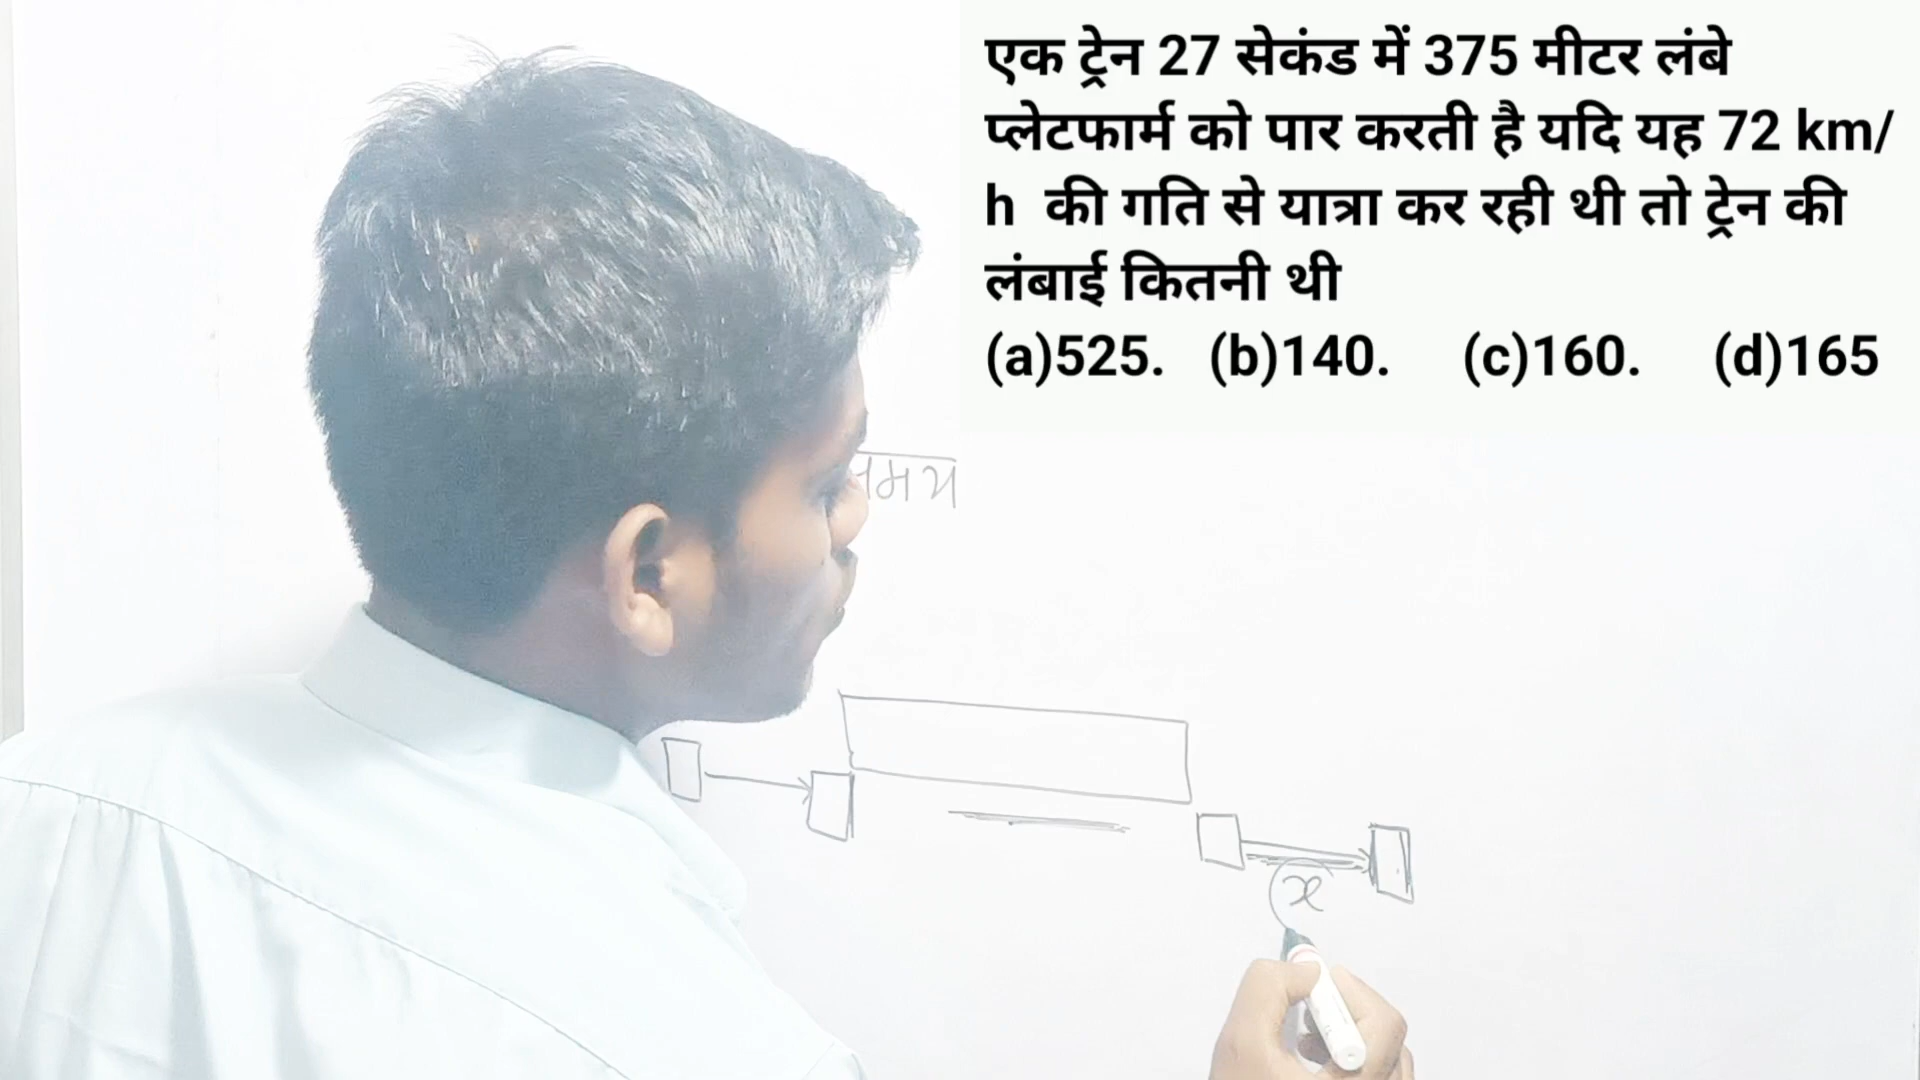 एक ट्रेन 27 सेकंड में 375 मीटर लंबे
प्लेटफार्म को पार करती है यदि यह 72 km/
h की गति से यात्रा कर रही थी तो ट्रेन की
लंबाई कितनी थी
(a)525. (b)140. (c)160. (d)165
x